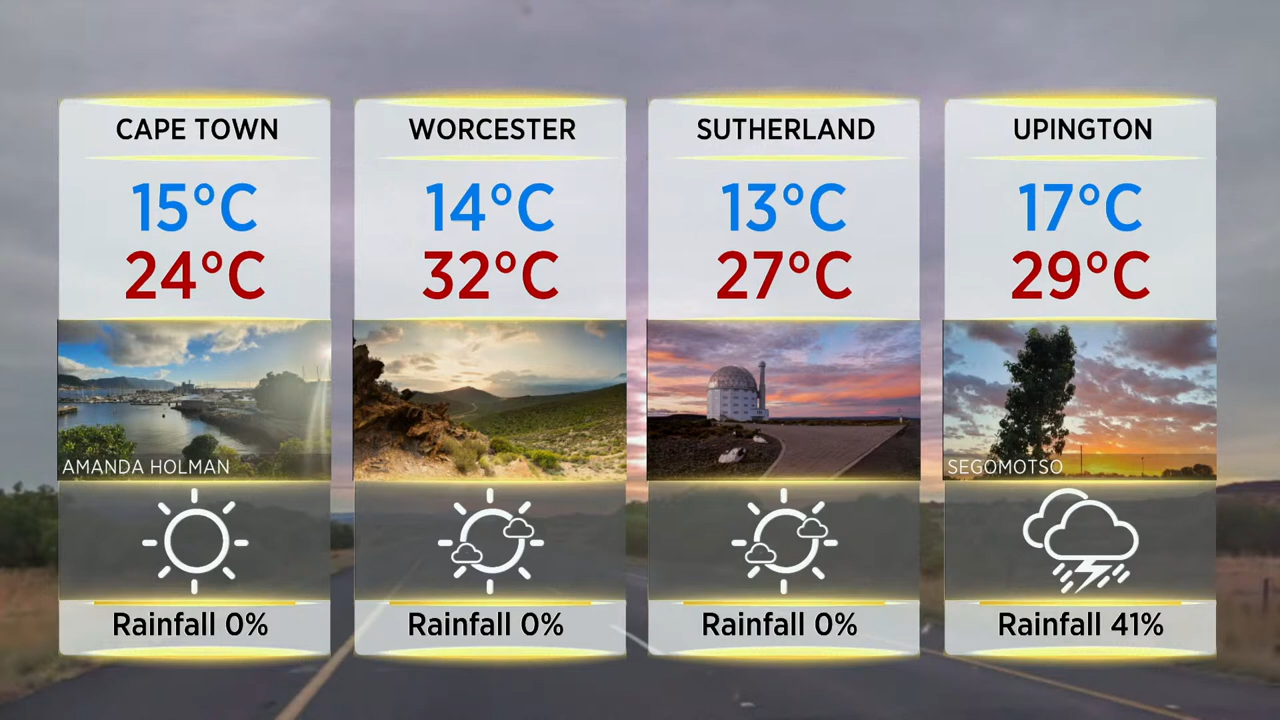 CAPE TOWN
15°C
24°C
AMANDA HOLMAN
Rainfall 0%
WORCESTER
14°C
32°C
Rainfall 0%
SUTHERLAND
13°C
27°C
Rainfall 0%
UPINGTON
17°C
29°C
SEGOMOTSO
Rainfall 41%